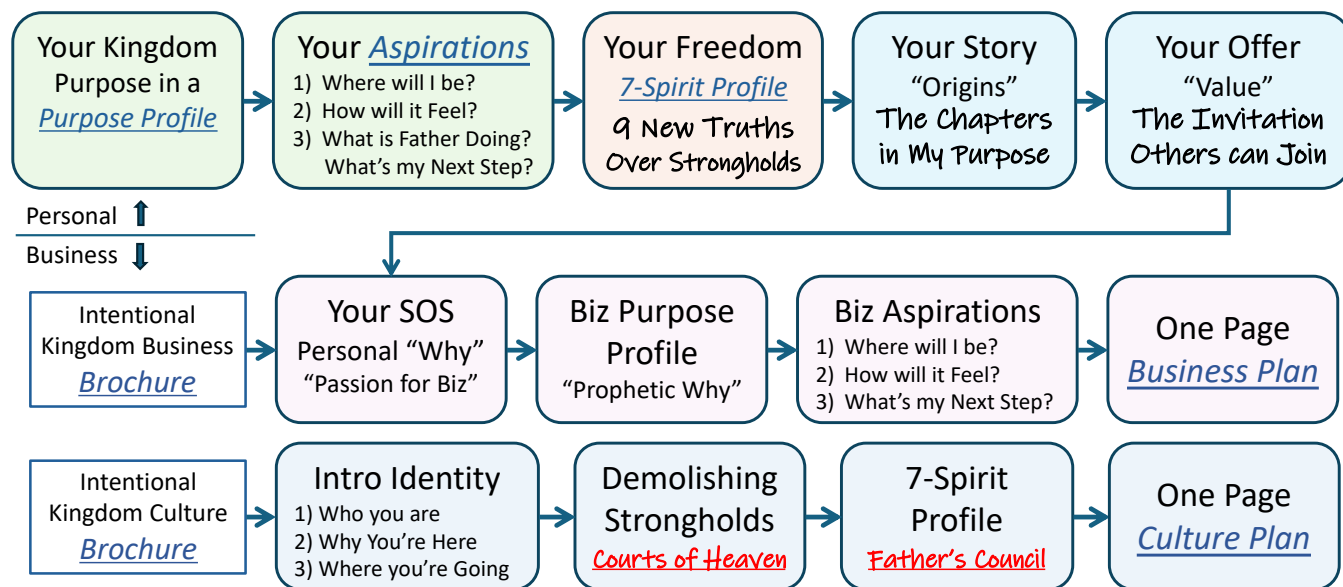 Your Kingdom
Purpose in a
Purpose Profile
Your Aspirations
1) Where will I be?
2) How will it Feel?
3) What is Father Doing?
What's my Next Step?
Your Freedom
7-Spirit Profile
9 New Truths
Over Strongholds
Your Story
“Origins”
The Chapters
in My Purpose
Your Offer
“Value”
The Invitation
Others can Join
Personal
Business
Intentional
Kingdom Business
Brochure
Your SOS
Personal “Why”
“Passion for Biz”
Biz Purpose
Profile
“Prophetic Why”
Biz Aspirations
1) Where will I be?
2) How will it Feel?
3) What's my Next Step?
One Page
Business Plan
Intentional
Kingdom Culture
Brochure
Intro Identity
1) Who you are
2) Why You're Here
3) Where you're Going
Demolishing
Strongholds
Courts of Heaven
7-Spirit
Profile
Father's Council
One Page
Culture Plan